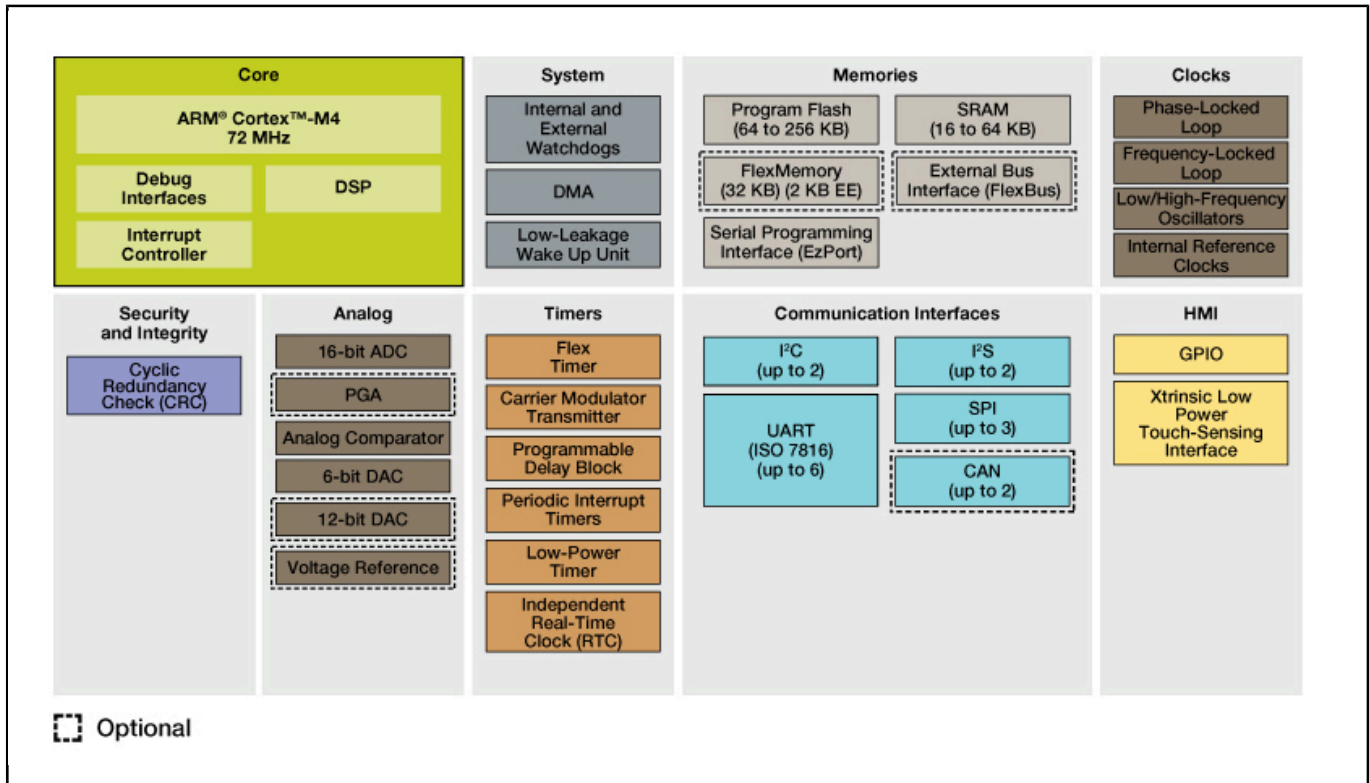 Core
ARM® Cortex™-M4
72 MHz
Debug
Interfaces
DSP
Interrupt
Controller
System
Internal and
External
Watchdogs
DMA
Low-Leakage
Wake Up Unit
Memories
Program Flash
(64 to 256 KB)
SRAM
(16 to 64 KB)
FlexMemory
(32 KB) (2 KB EE)
External Bus
Interface (FlexBus)
Serial Programming
Interface (EzPort)
Clocks
Phase-Locked
Loop
Frequency-Locked
Loop
Low/High-Frequency
Oscillators
Internal Reference
Clocks
Security
and Integrity
Cyclic
Redundancy
Check (CRC)
Analog
16-bit ADC
PGA
Analog Comparator
6-bit DAC
12-bit DAC
Voltage Reference
Timers
Flex
Timer
Carrier Modulator
Transmitter
Programmable
Delay Block
Periodic Interrupt
Timers
Low-Power
Timer
Independent
Real-Time
Clock (RTC)
Communication Interfaces
I²C
(up to 2)
I²S
(up to 2)
UART
(ISO 7816)
(up to 6)
SPI
(up to 3)
CAN
(up to 2)
HMI
GPIO
Xtrinsic Low
Power
Touch-Sensing
Interface
Optional